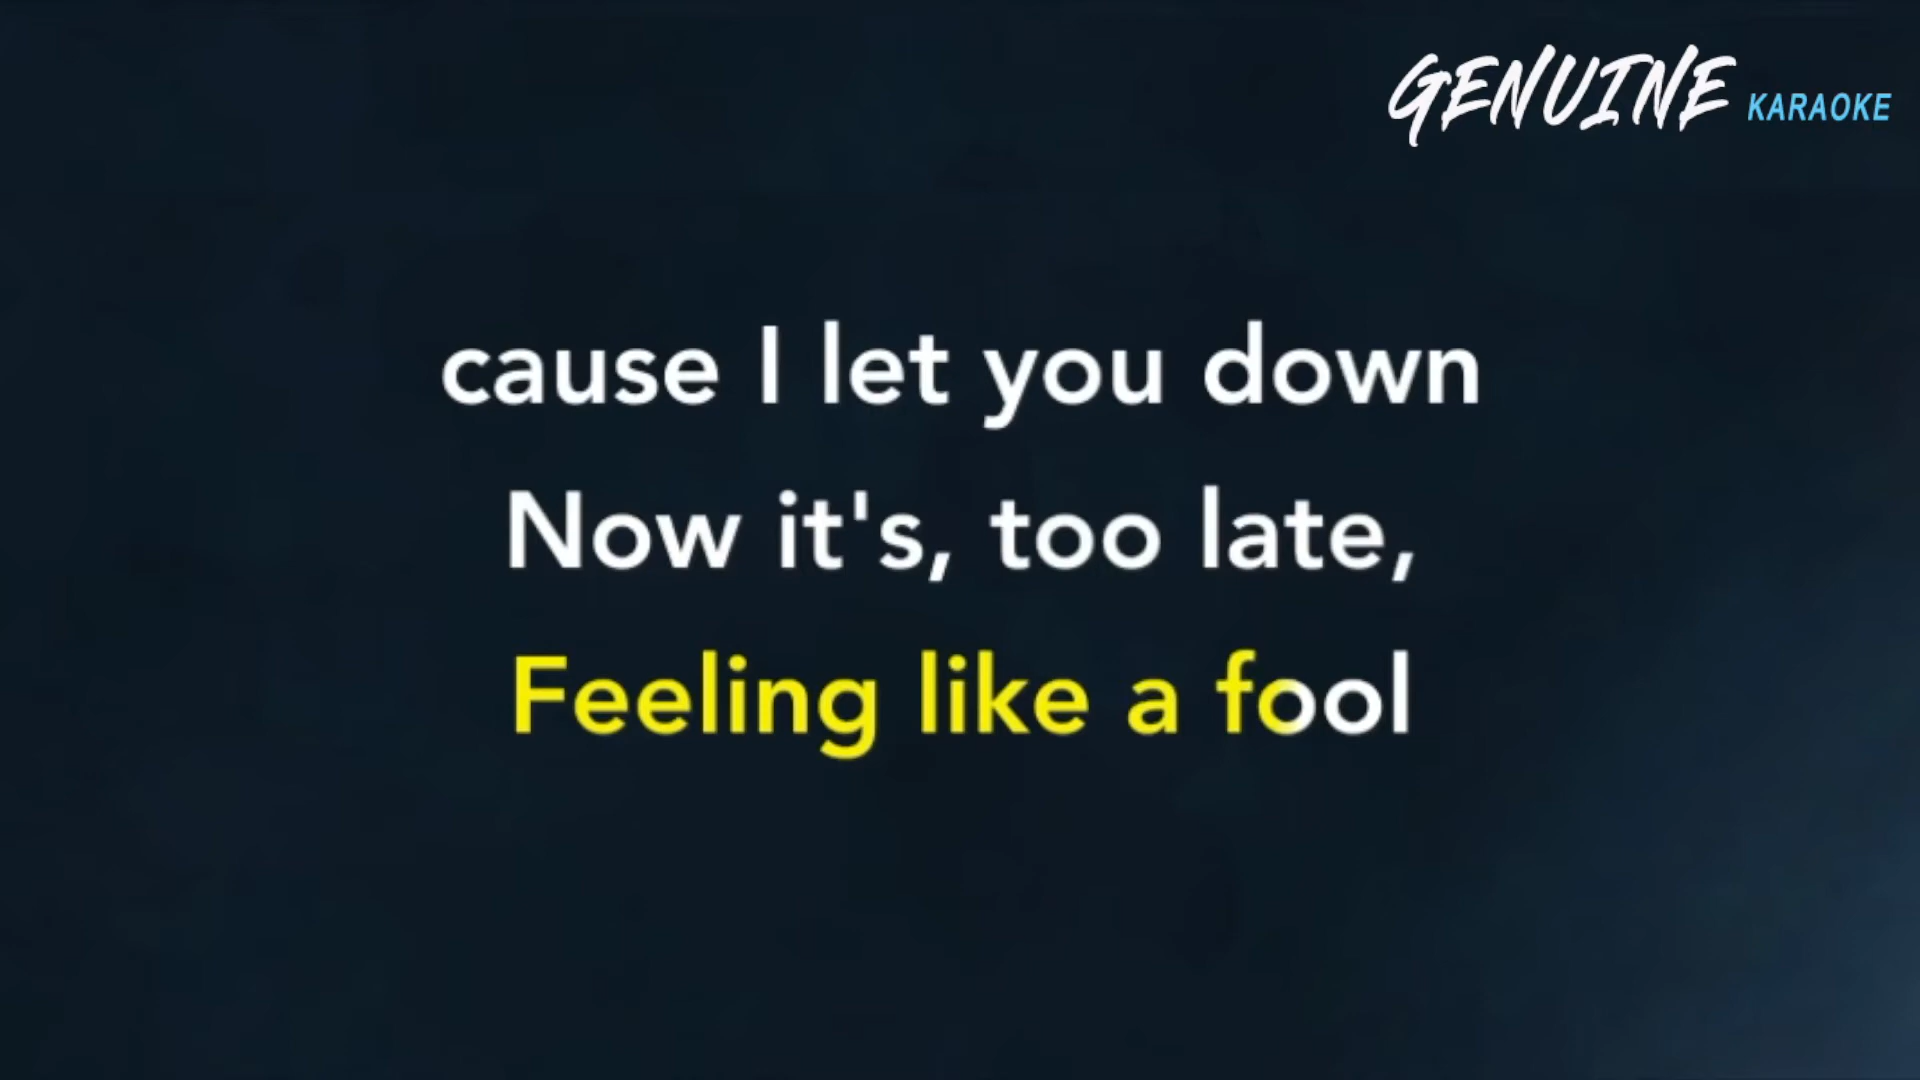 GENUINE KARAOKE
cause I let you down
Now it's, too late,
Feeling like a fool